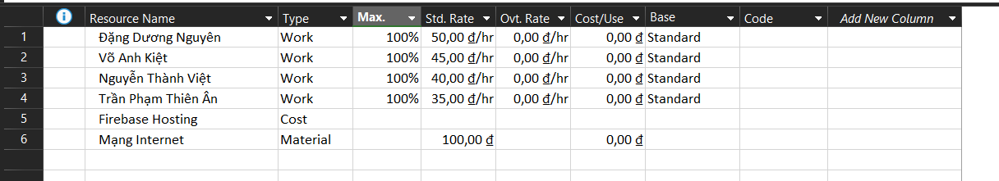 Resource Name Type Max. Std. Rate Ovt. Rate Cost/Use Base Code Add New Column
1 Đặng Dương Nguyên Work 100% 50,00 ₫/hr 0,00 ₫/hr 0,00 ₫ Standard
2 Võ Anh Kiệt Work 100% 45,00 ₫/hr 0,00 ₫/hr 0,00 ₫ Standard
3 Nguyễn Thành Việt Work 100% 40,00 ₫/hr 0,00 ₫/hr 0,00 ₫ Standard
4 Trần Phạm Thiên Ân Work 100% 35,00 ₫/hr 0,00 ₫/hr 0,00 ₫ Standard
5 Firebase Hosting Cost
6 Mạng Internet Material 100,00 ₫ 0,00 ₫